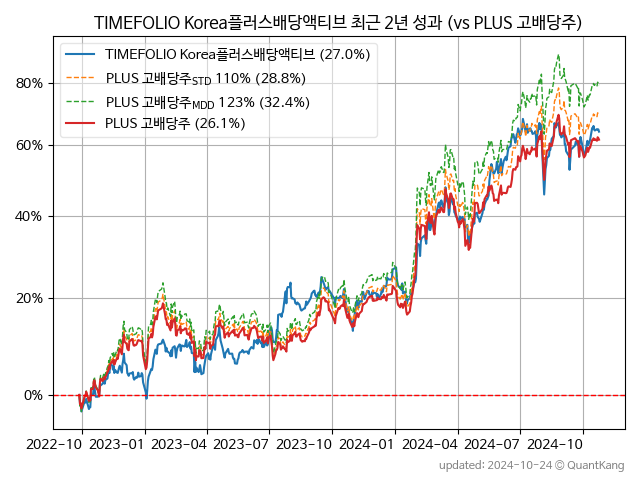 TIMEFOLIO Korea플러스배당액티브 최근 2년 성과 (vs PLUS 고배당주)
TIMEFOLIO Korea플러스배당액티브 (27.0%)
PLUS 고배당주STD 110% (28.8%)
PLUS 고배당주MDD 123% (32.4%)
PLUS 고배당주 (26.1%)
80%
60%
40%
20%
0%
2022-10 2023-01 2023-04 2023-07 2023-10 2024-01 2024-04 2024-07 2024-10
updated: 2024-10-24 © QuantKang